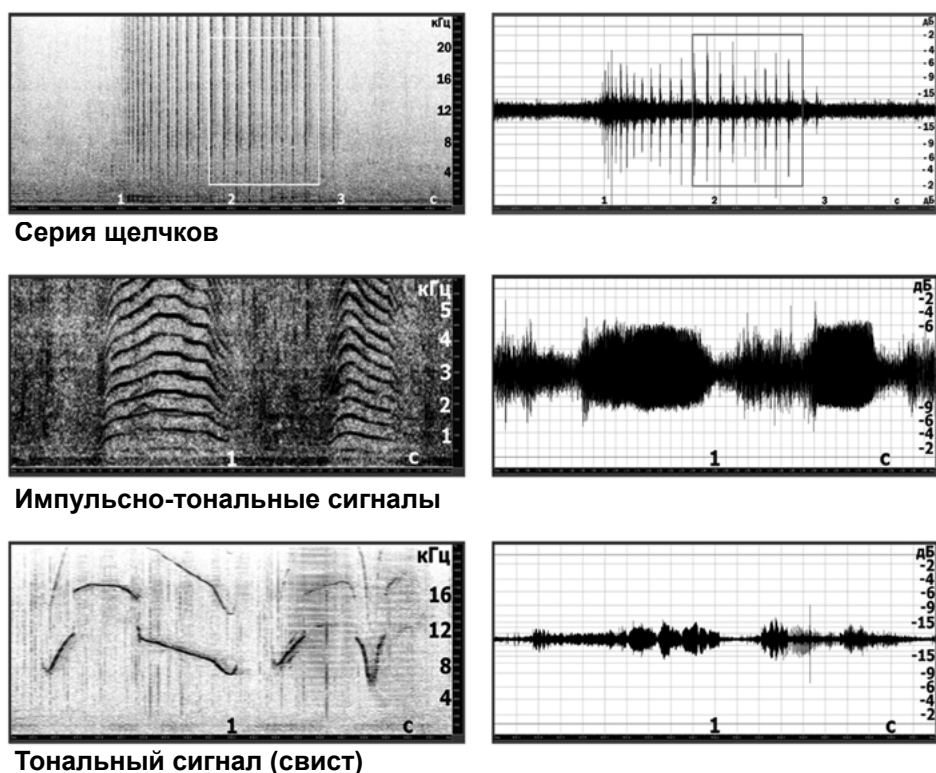 кГц
20
16
12
8
4
1 2 3 с
дБ
-2
-4
-6
-9
-15
-15
-9
-6
-4
-2
дБ
1 2 3 с
Серия щелчков
кГц
5
4
3
2
1
1 с
дБ
-2
-4
-6
-9
-6
-4
-2
1 с
Импульсно-тональные сигналы
кГц
16
12
8
4
1 с
дБ
-2
-4
-6
-9
-15
-15
-9
-6
-4
-2
1 с
Тональный сигнал (свист)